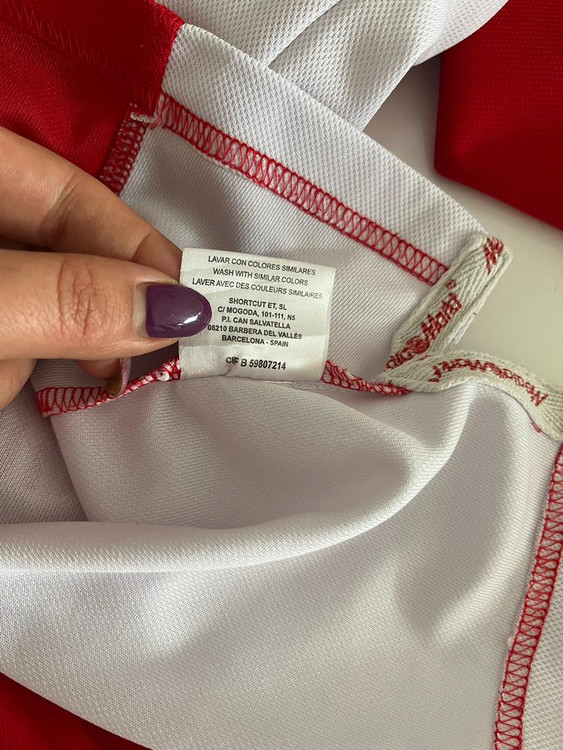 LAVAR CON COLORES SIMILARES
WASH WITH SIMILAR COLORS
LAVER AVEC DES COULEURS SIMILAIRES
SHORTCUT ET, SL
C/ MOGODA, 101-111, N5
P.I. CAN SALVATELLA
08210 BARBERA DEL VALLÈS
BARCELONA - SPAIN
CIF B 59807214